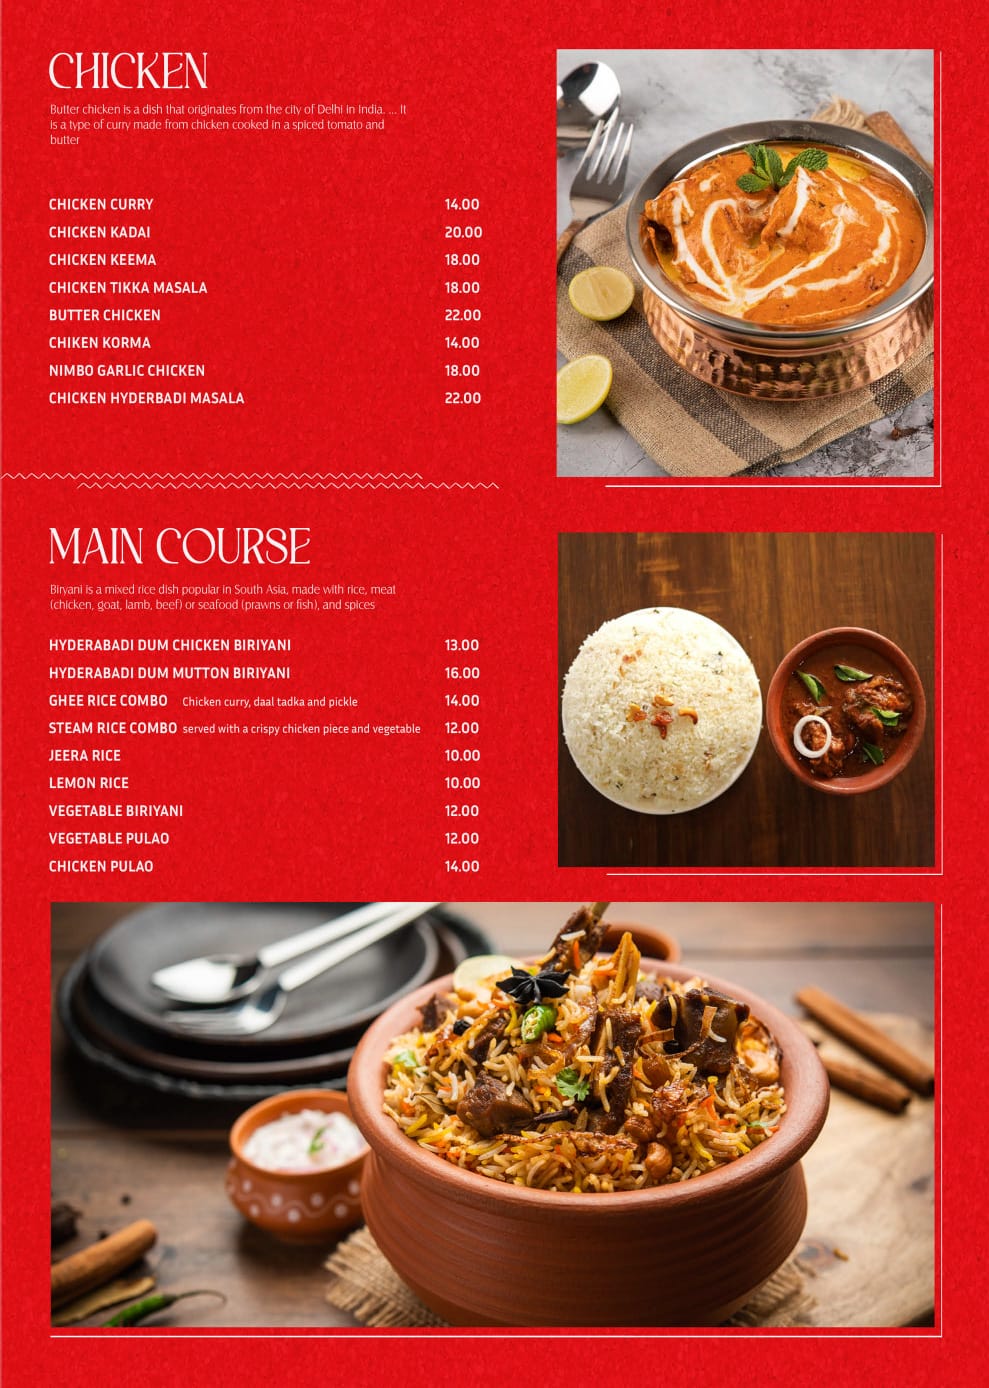 CHICKEN
Butter chicken is a dish that originates from the city of Delhi in India. ... It
is a type of curry made from chicken cooked in a spiced tomato and
butter
CHICKEN CURRY 14.00
CHICKEN KADAI 20.00
CHICKEN KEEMA 18.00
CHICKEN TIKKA MASALA 18.00
BUTTER CHICKEN 22.00
CHIKEN KORMA 14.00
NIMBO GARLIC CHICKEN 18.00
CHICKEN HYDERBADI MASALA 22.00
MAIN COURSE
Biryani is a mixed rice dish popular in South Asia, made with rice, meat
(chicken, goat, lamb, beef) or seafood (prawns or fish), and spices
HYDERABADI DUM CHICKEN BIRIYANI 13.00
HYDERABADI DUM MUTTON BIRIYANI 16.00
GHEE RICE COMBO Chicken curry, daal tadka and pickle 14.00
STEAM RICE COMBO served with a crispy chicken piece and vegetable 12.00
JEERA RICE 10.00
LEMON RICE 10.00
VEGETABLE BIRIYANI 12.00
VEGETABLE PULAO 12.00
CHICKEN PULAO 14.00